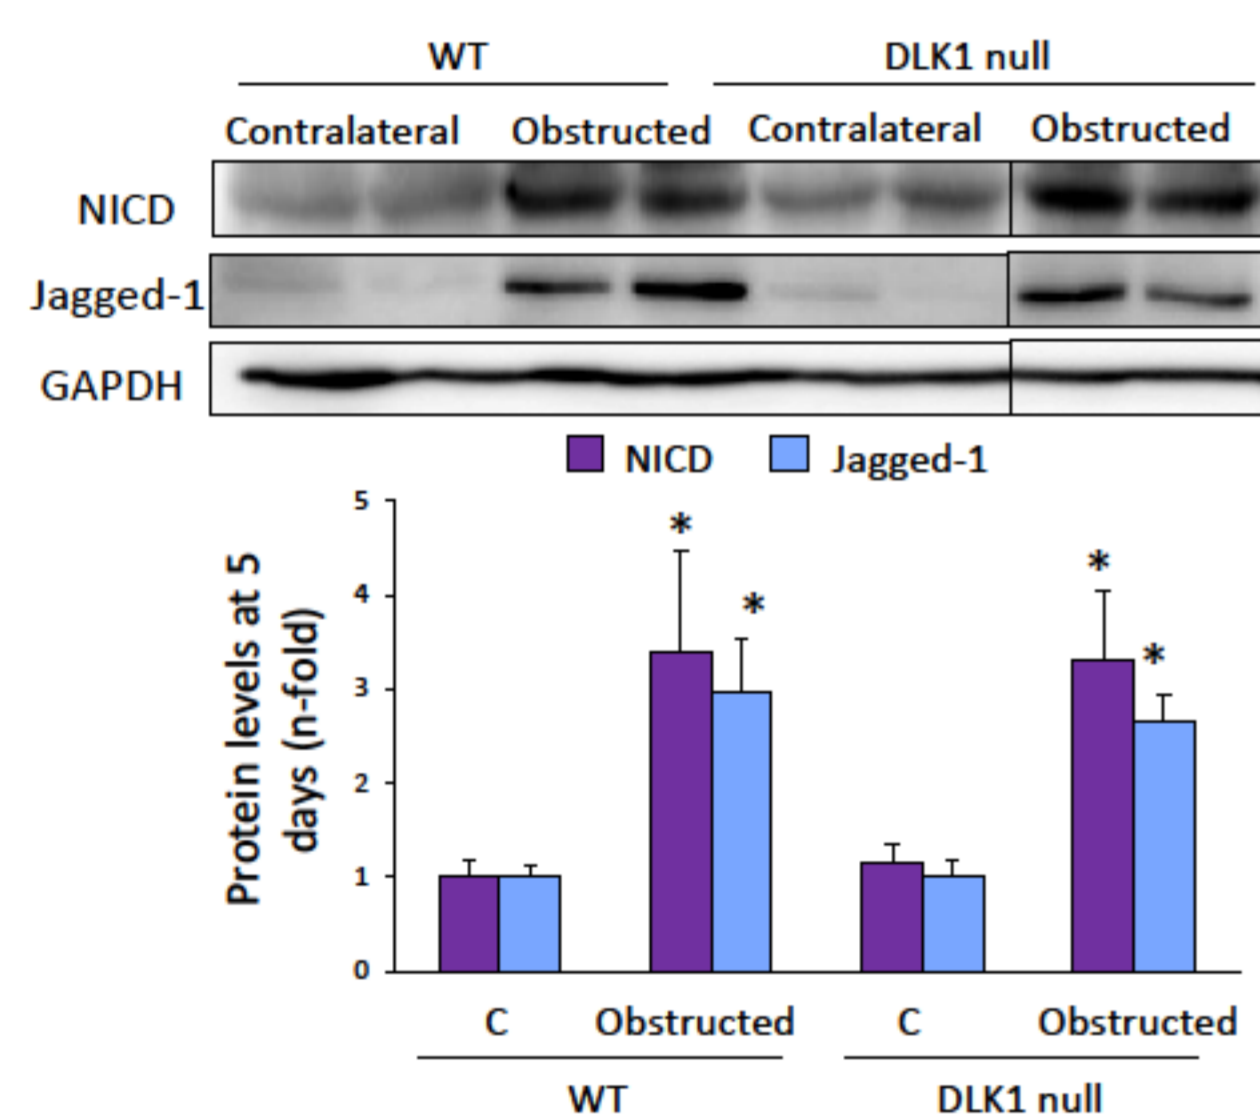 WT DLK1 null
Contralateral Obstructed Contralateral Obstructed
NICD
Jagged-1
GAPDH
NICD Jagged-1
Protein levels at 5
days (n-fold)
5
4
3
2
1
0
* * * *
C Obstructed C Obstructed
WT DLK1 null